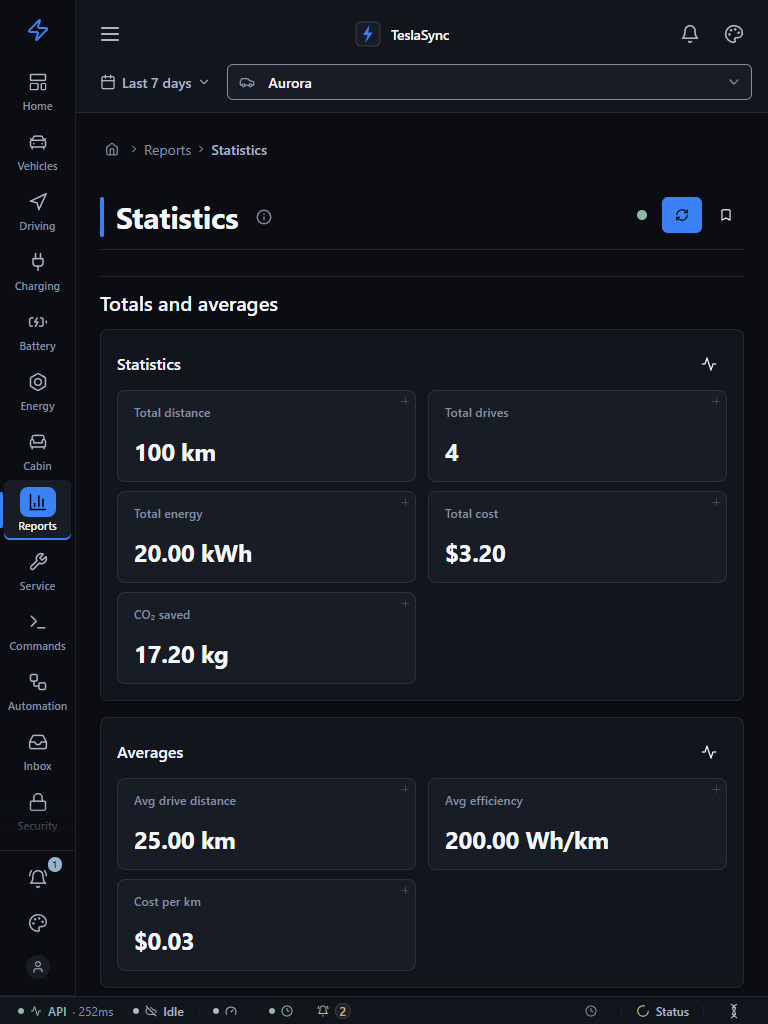 TeslaSync
Last 7 days
Aurora
Home
Vehicles
Driving
Charging
Battery
Energy
Cabin
Reports
Service
Commands
Automation
Inbox
Security
1
Reports
Statistics
Statistics
Totals and averages
Statistics
Total distance
100 km
Total drives
4
Total energy
20.00 kWh
Total cost
$3.20
CO₂ saved
17.20 kg
Averages
Avg drive distance
25.00 km
Avg efficiency
200.00 Wh/km
Cost per km
$0.03
API · 252ms
Idle
2
Status